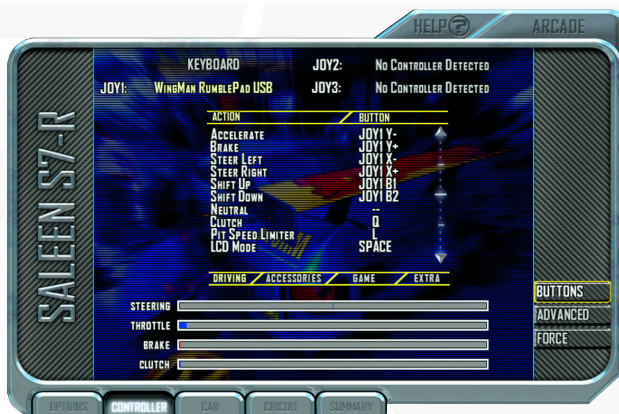 HELP ? ARCADE
KEYBOARD JOY2: No Controller Detected
JOY1: WingMan RumblePad USB JOY3: No Controller Detected
SALEEN S7-R
ACTION BUTTON
Accelerate JOY1 Y-
Brake JOY1 Y+
Steer Left JOY1 X-
Steer Right JOY1 X+
Shift Up JOY1 B1
Shift Down JOY1 B2
Neutral --
Clutch Q
Pit Speed Limiter L
LCD Mode SPACE
DRIVING ACCESSORIES GAME EXTRA
BUTTONS
STEERING
ADVANCED
THROTTLE
FORCE
BRAKE
CLUTCH
OPTIONS CONTROLLER CAR CIRCUIT SUMMARY